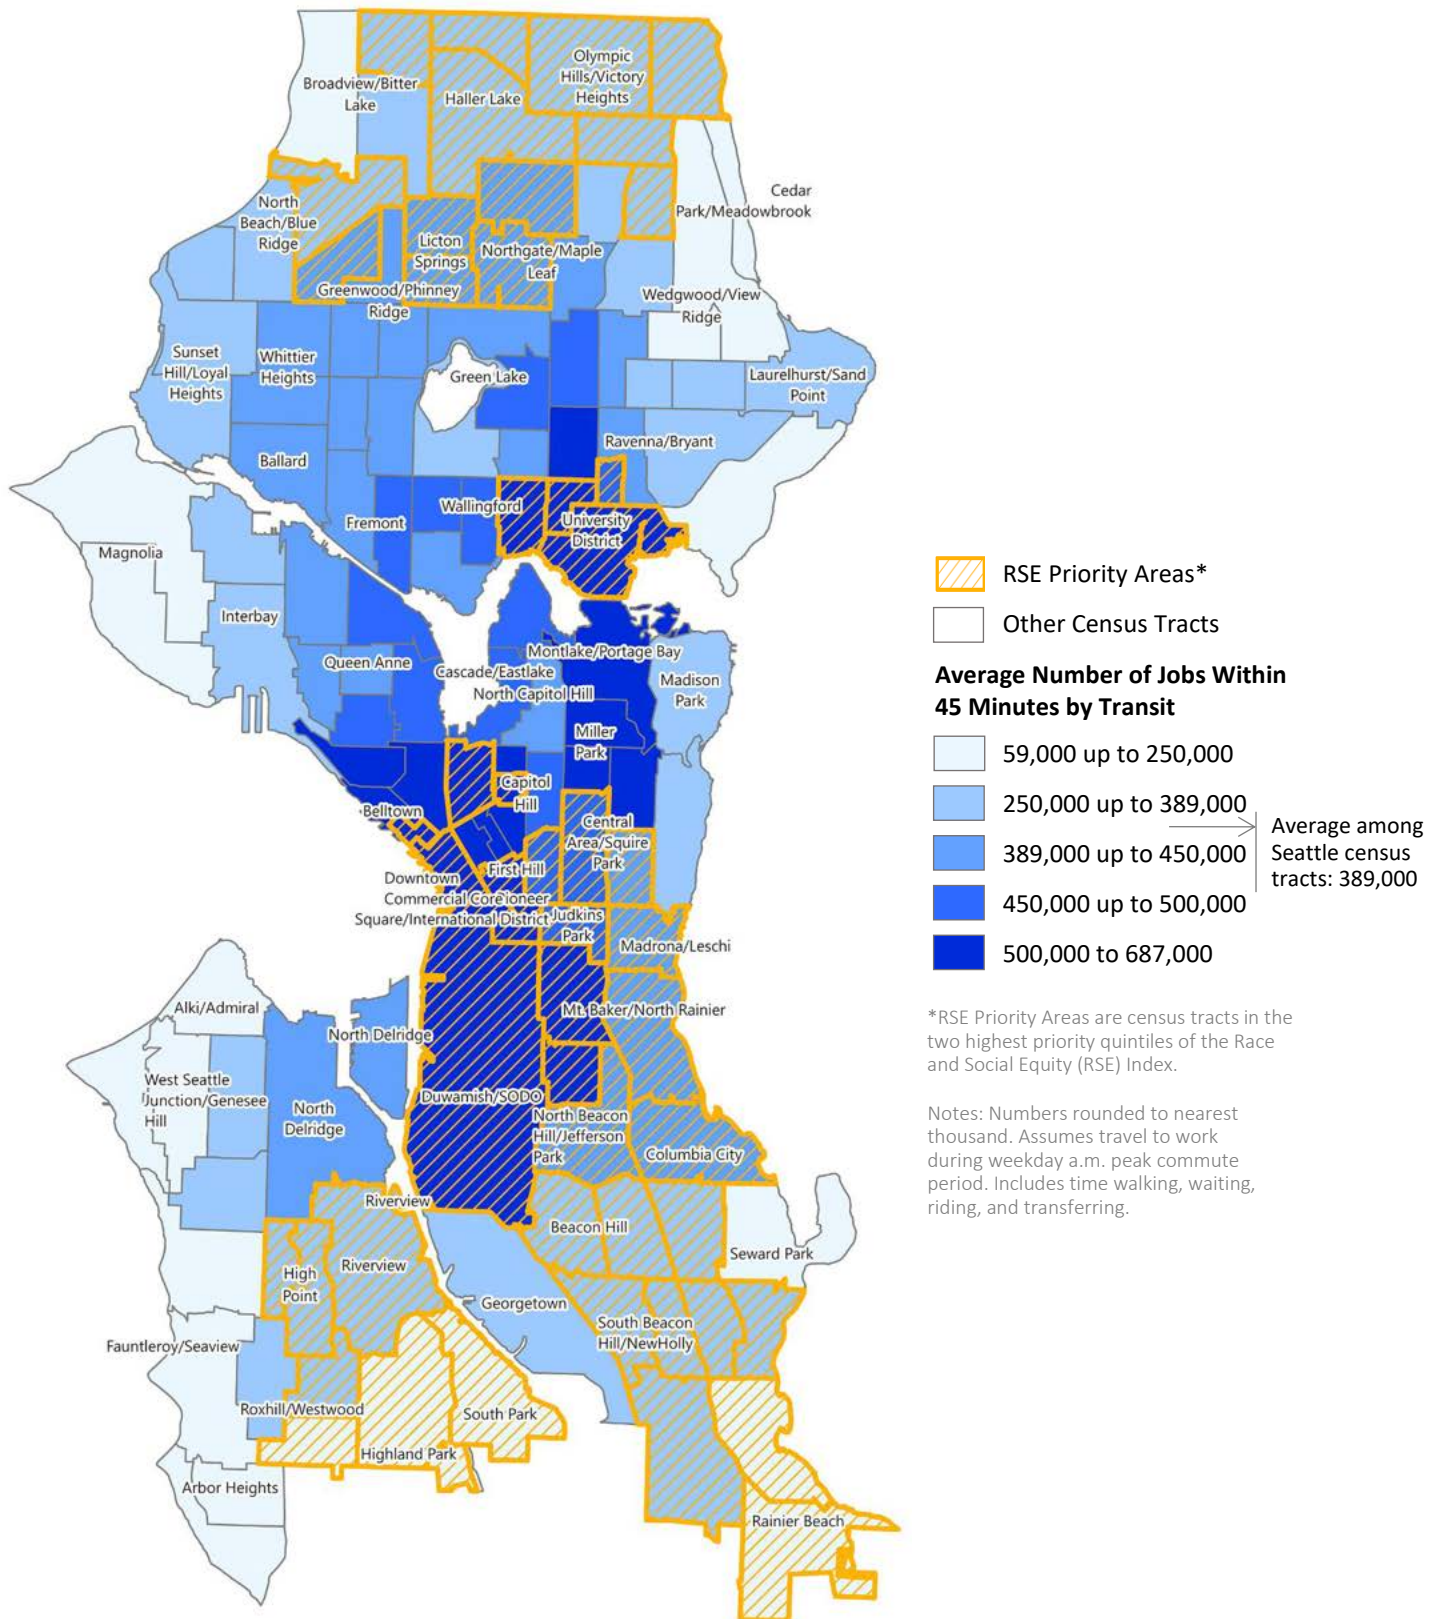 Olympic
Hills/Victory
Heights
Broadview/Bitter
Lake
Haller Lake
Cedar
Park/Meadowbrook
North
Beach/Blue
Ridge
Licton
Springs
Northgate/Maple
Leaf
Greenwood/Phinney
Ridge
Wedgwood/View
Ridge
Sunset
Hill/Loyal
Heights
Whittier
Heights
Green Lake
Laurelhurst/Sand
Point
Ballard
Ravenna/Bryant
Wallingford
Fremont
University
District
Magnolia
Interbay
Queen Anne
Montlake/Portage Bay
Cascade/Eastlake
North Capitol Hill
Madison
Park
Miller
Park
Capitol
Hill
Belltown
Central
Area/Squire
Park
First Hill
Downtown
Commercial Core
Pioneer
Square/International District
Judkins
Park
Madrona/Leschi
Alki/Admiral
North Delridge
Mt. Baker/North Rainier
West Seattle
Junction/Genesee
Hill
North
Delridge
Duwamish/SODO
North Beacon
Hill/Jefferson
Park
Columbia City
Riverview
Beacon Hill
Seward Park
Riverview
High
Point
Georgetown
South Beacon
Hill/NewHolly
Fauntleroy/Seaview
Roxhill/Westwood
South Park
Highland Park
Arbor Heights
Rainier Beach
RSE Priority Areas*
Other Census Tracts
Average Number of Jobs Within
45 Minutes by Transit
59,000 up to 250,000
250,000 up to 389,000
389,000 up to 450,000
450,000 up to 500,000
500,000 to 687,000
Average among
Seattle census
tracts: 389,000
*RSE Priority Areas are census tracts in the
two highest priority quintiles of the Race
and Social Equity (RSE) Index.
Notes: Numbers rounded to nearest
thousand. Assumes travel to work
during weekday a.m. peak commute
period. Includes time walking, waiting,
riding, and transferring.